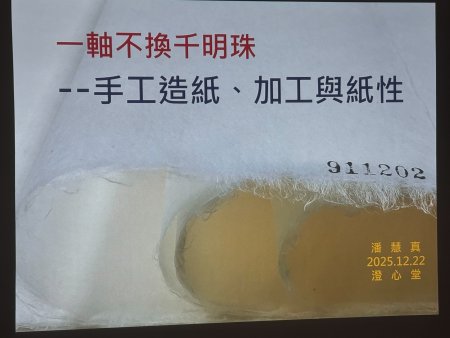 一軸不換千明珠
--手工造紙、加工與紙性
911202
潘慧真
2025.12.22
澄心堂